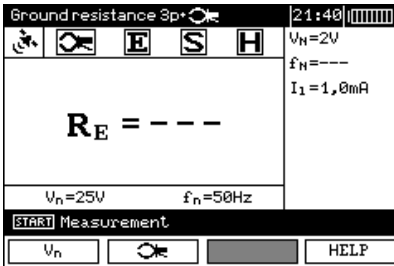 Ground resistance 3p+ 21:40
E S H
VN=2V
fN=---
I1=1,0mA
RE = ---
Vn=25V fn=50Hz
START Measurement
Vn HELP